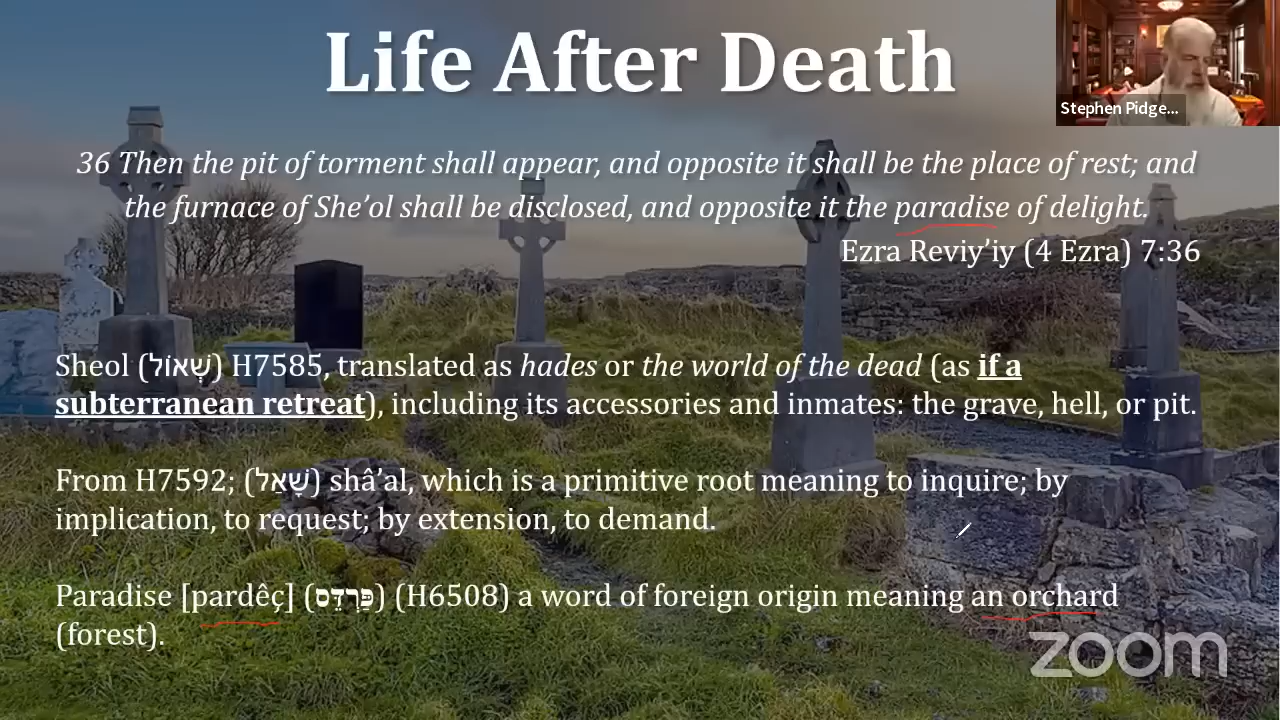 Life After Death
Stephen Pidge...
36 Then the pit of torment shall appear, and opposite it shall be the place of rest; and
the furnace of She’ol shall be disclosed, and opposite it the paradise of delight.
Ezra Reviy’iy (4 Ezra) 7:36
Sheol (שְׁאוֹל) H7585, translated as hades or the world of the dead (as if a
subterranean retreat), including its accessories and inmates: the grave, hell, or pit.
From H7592; (שָׁאַל) shâ’al, which is a primitive root meaning to inquire; by
implication, to request; by extension, to demand.
Paradise [pardêç] (פַּרְדֵּס) (H6508) a word of foreign origin meaning an orchard
(forest).
zoom